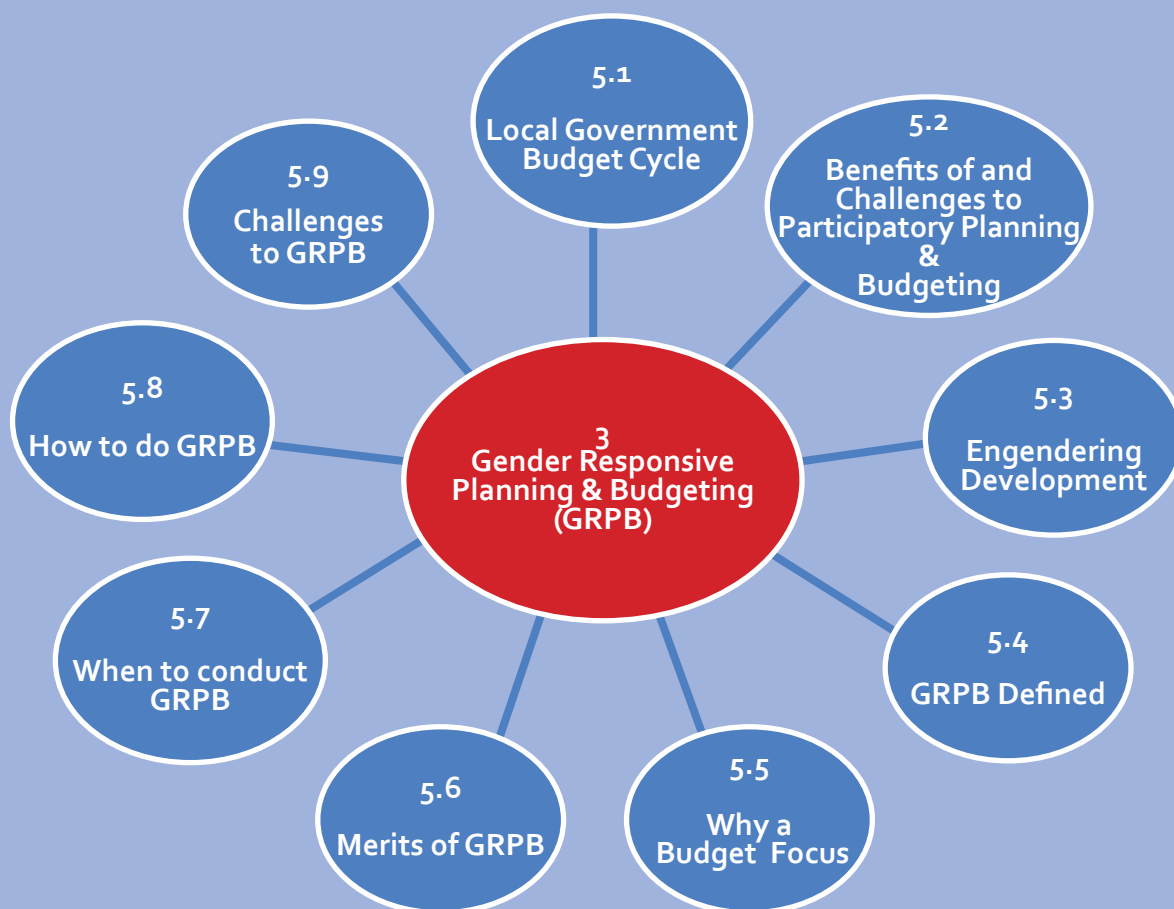 3
Gender Responsive
Planning & Budgeting
(GRPB)
5.1
Local Government
Budget Cycle
5.2
Benefits of and
Challenges to
Participatory Planning
&
Budgeting
5.3
Engendering
Development
5.4
GRPB Defined
5.5
Why a
Budget Focus
5.6
Merits of GRPB
5.7
When to conduct
GRPB
5.8
How to do GRPB
5.9
Challenges
to GRPB